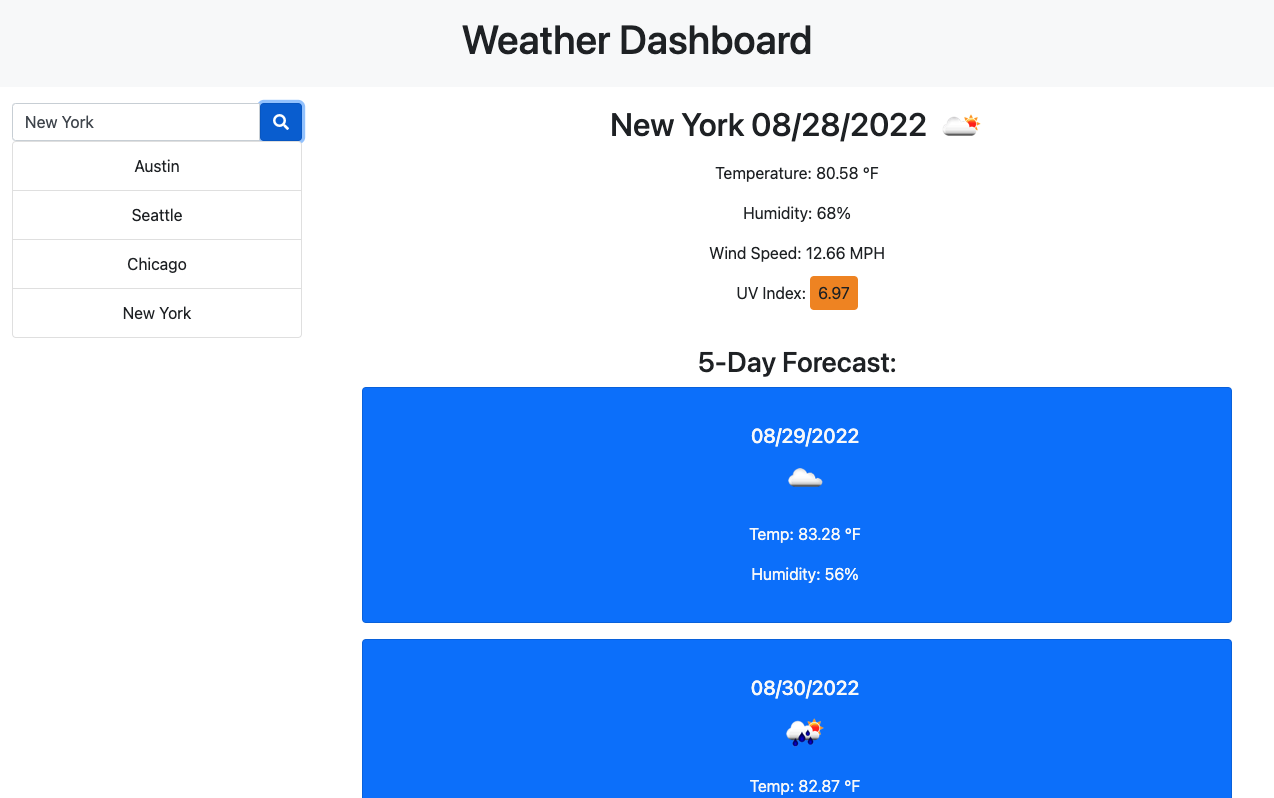 Weather Dashboard
New York
Austin
Seattle
Chicago
New York
New York 08/28/2022
Temperature: 80.58 °F
Humidity: 68%
Wind Speed: 12.66 MPH
UV Index: 6.97
5-Day Forecast:
08/29/2022
Temp: 83.28 °F
Humidity: 56%
08/30/2022
Temp: 82.87 °F